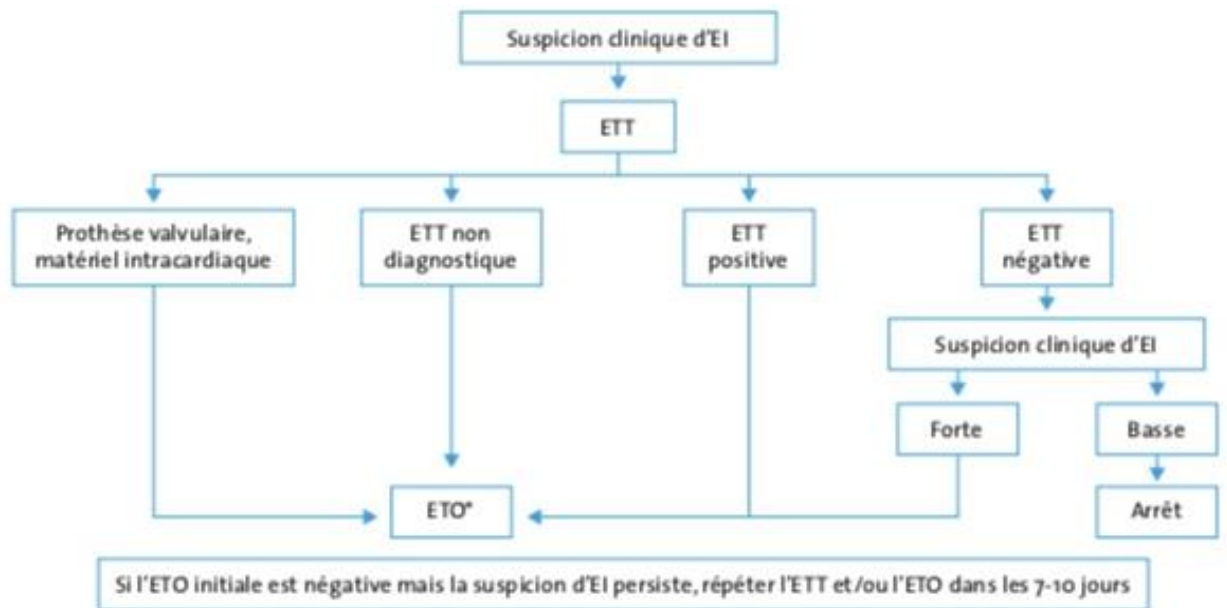 Suspicion clinique d'EI
ETT
Prothèse valvulaire,
matériel intracardiaque
ETT non
diagnostique
ETT
positive
ETT
négative
Suspicion clinique d'EI
Forte
Basse
ETO*
Arrêt
Si l'ETO initiale est négative mais la suspicion d'EI persiste, répéter l'ETT et/ou l'ETO dans les 7-10 jours